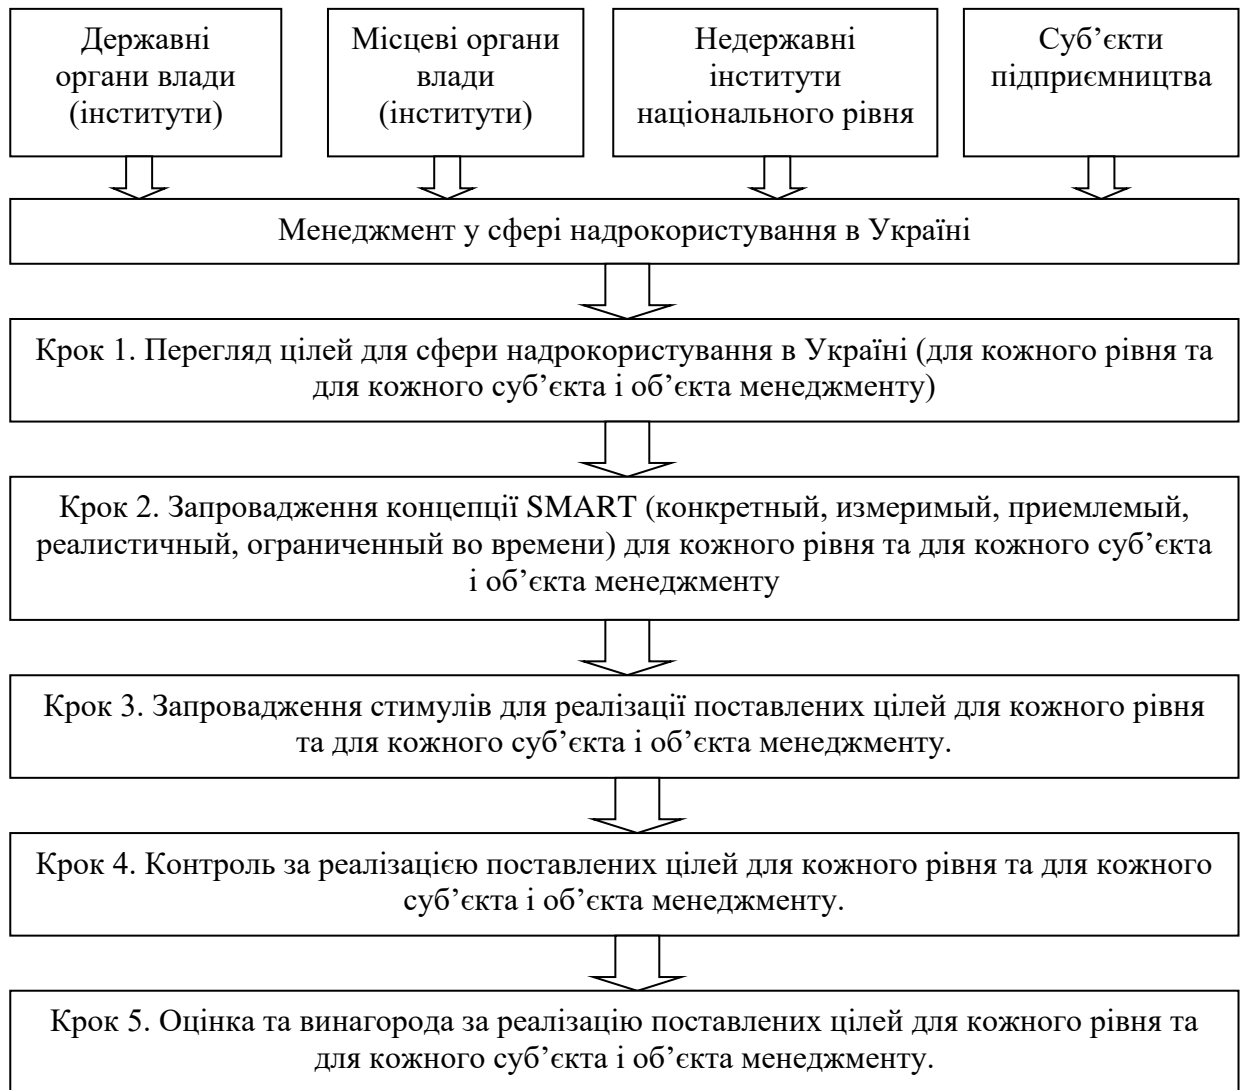 Державні
органи влади
(інститути)
Місцеві органи
влади
(інститути)
Недержавні
інститути
національного рівня
Суб’єкти
підприємництва
Менеджмент у сфері надрокористування в Україні
Крок 1. Перегляд цілей для сфери надрокористування в Україні (для кожного рівня та
для кожного суб’єкта і об’єкта менеджменту)
Крок 2. Запровадження концепції SMART (конкретный, измеримый, приемлемый,
реалистичный, ограниченный во времени) для кожного рівня та для кожного суб’єкта
і об’єкта менеджменту
Крок 3. Запровадження стимулів для реалізації поставлених цілей для кожного рівня
та для кожного суб’єкта і об’єкта менеджменту.
Крок 4. Контроль за реалізацією поставлених цілей для кожного рівня та для кожного
суб’єкта і об’єкта менеджменту.
Крок 5. Оцінка та винагорода за реалізацію поставлених цілей для кожного рівня та
для кожного суб’єкта і об’єкта менеджменту.